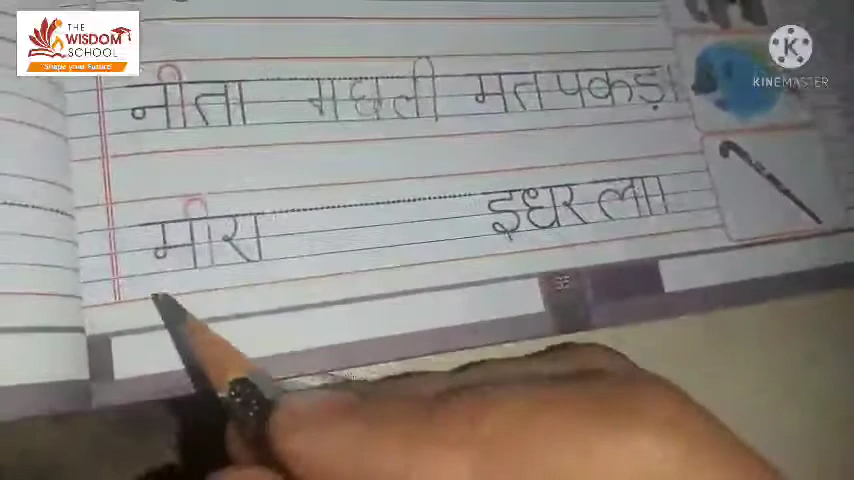 THE
WISDOM
SCHOOL
Shape your Future!
K
KINEMASTER
नीता मछली मत पकड़ा
मीरा इधर ला